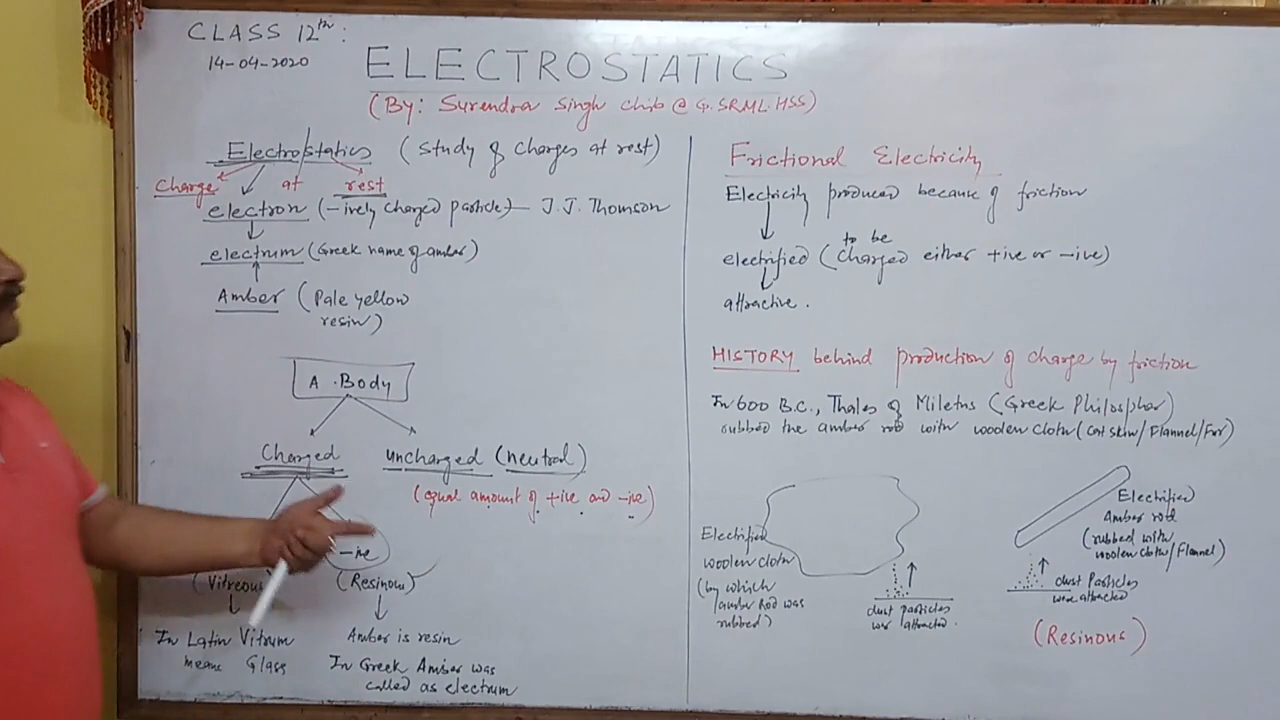 CLASS 12th:
14-04-2020
ELECTROSTATICS
(By: Surendra Singh Chib @ G. SRML HSS)
Electrostatics (Study of Charges at rest)
Charge at rest
electron (-ively charged particle) — J.J. Thomson
electrum (Greek name of amber)
Amber (Pale yellow
resin)
A Body
Charged uncharged (neutral)
(equal amount of +ive and -ive)
-ive
(Vitreous) (Resinous)
In Latin Vitrum
means Glass
Amber is resin
In Greek Amber was
called as electrum
Frictional Electricity
Electricity produced because of friction
electrified (to be Charged either +ive or -ive)
attractive.
HISTORY behind production of charge by friction
In 600 B.C., Thales of Miletus (Greek Philosphar)
rubbed the amber rod with woolen cloth (Cat skin/Flannel/Fur)
Electrified
woolen cloth
(by which
amber Rod was
rubbed)
dust particles
wer attracted.
Electrified
Amber rod
(rubbed with
woolen cloth/Flannel)
dust Particles
were attracted
(Resinous)